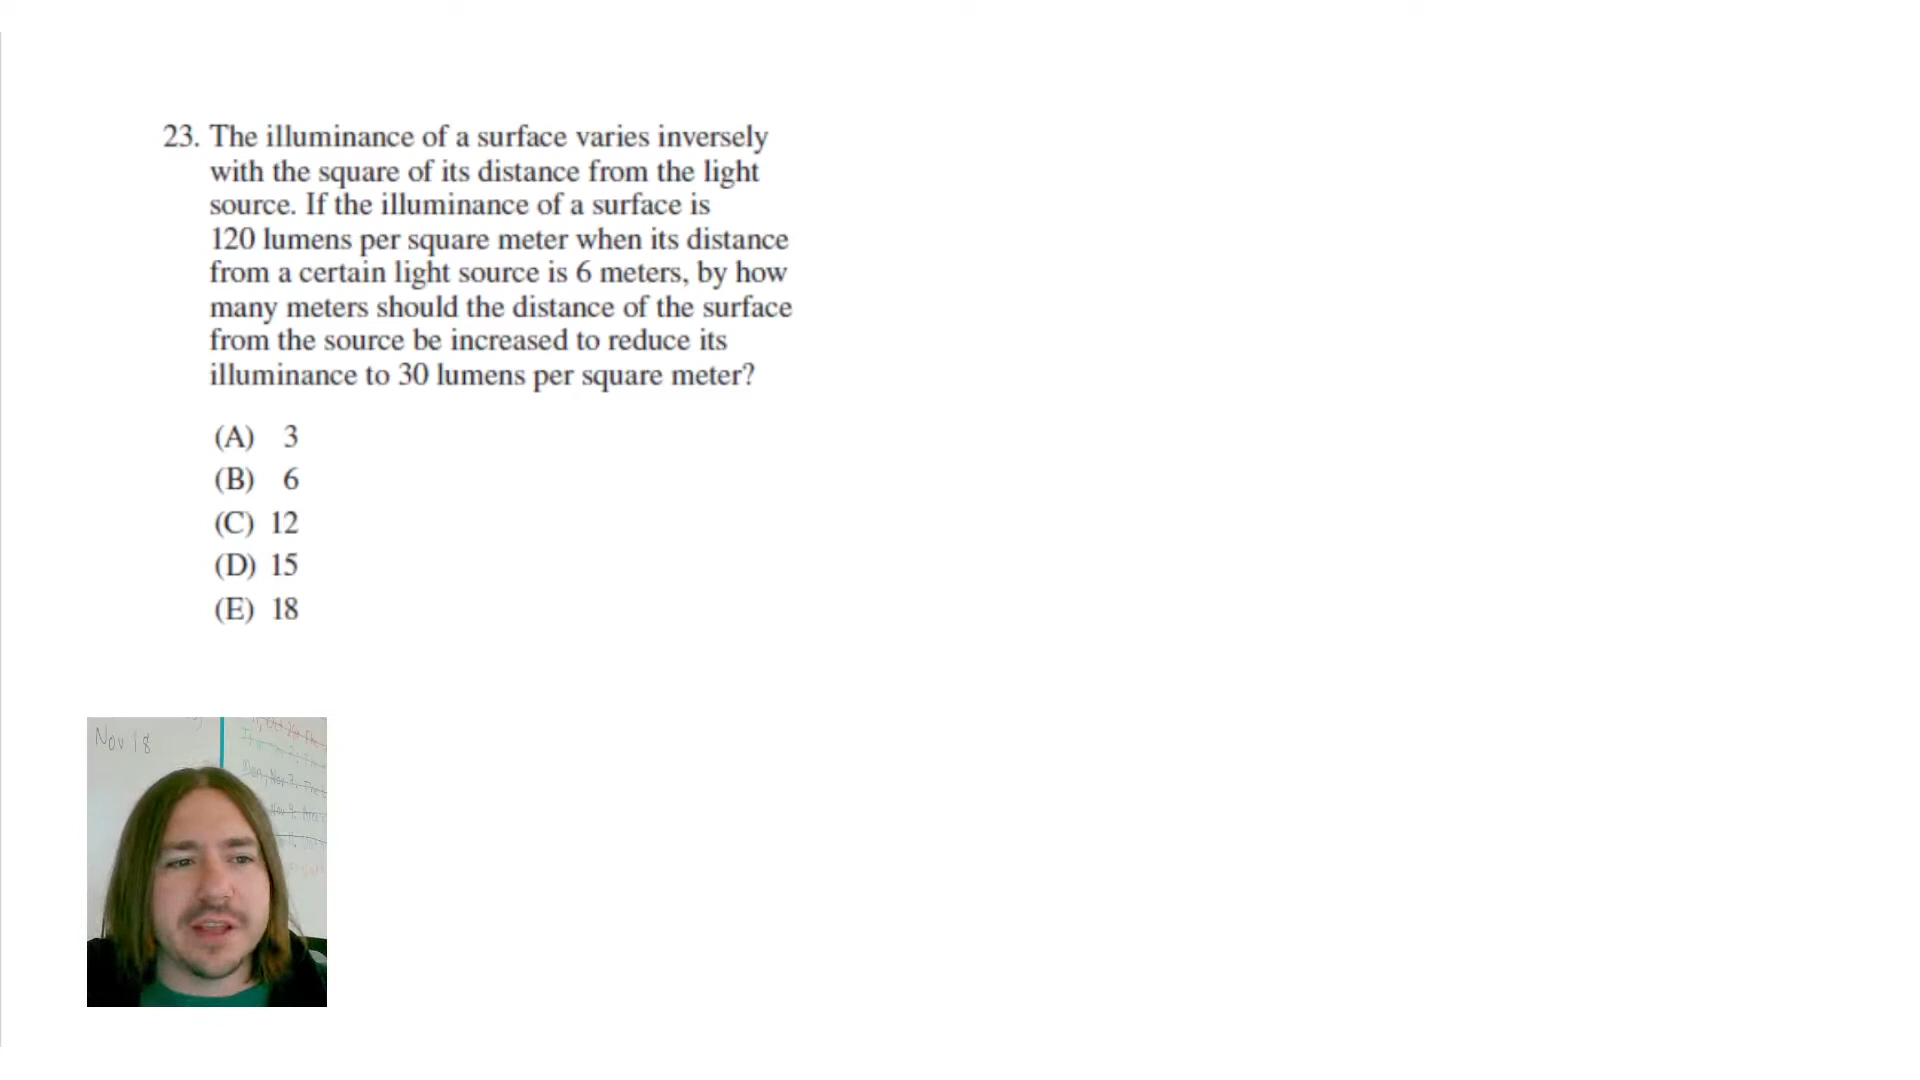 23. The illuminance of a surface varies inversely
with the square of its distance from the light
source. If the illuminance of a surface is
120 lumens per square meter when its distance
from a certain light source is 6 meters, by how
many meters should the distance of the surface
from the source be increased to reduce its
illuminance to 30 lumens per square meter?
(A) 3
(B) 6
(C) 12
(D) 15
(E) 18
Nov 18